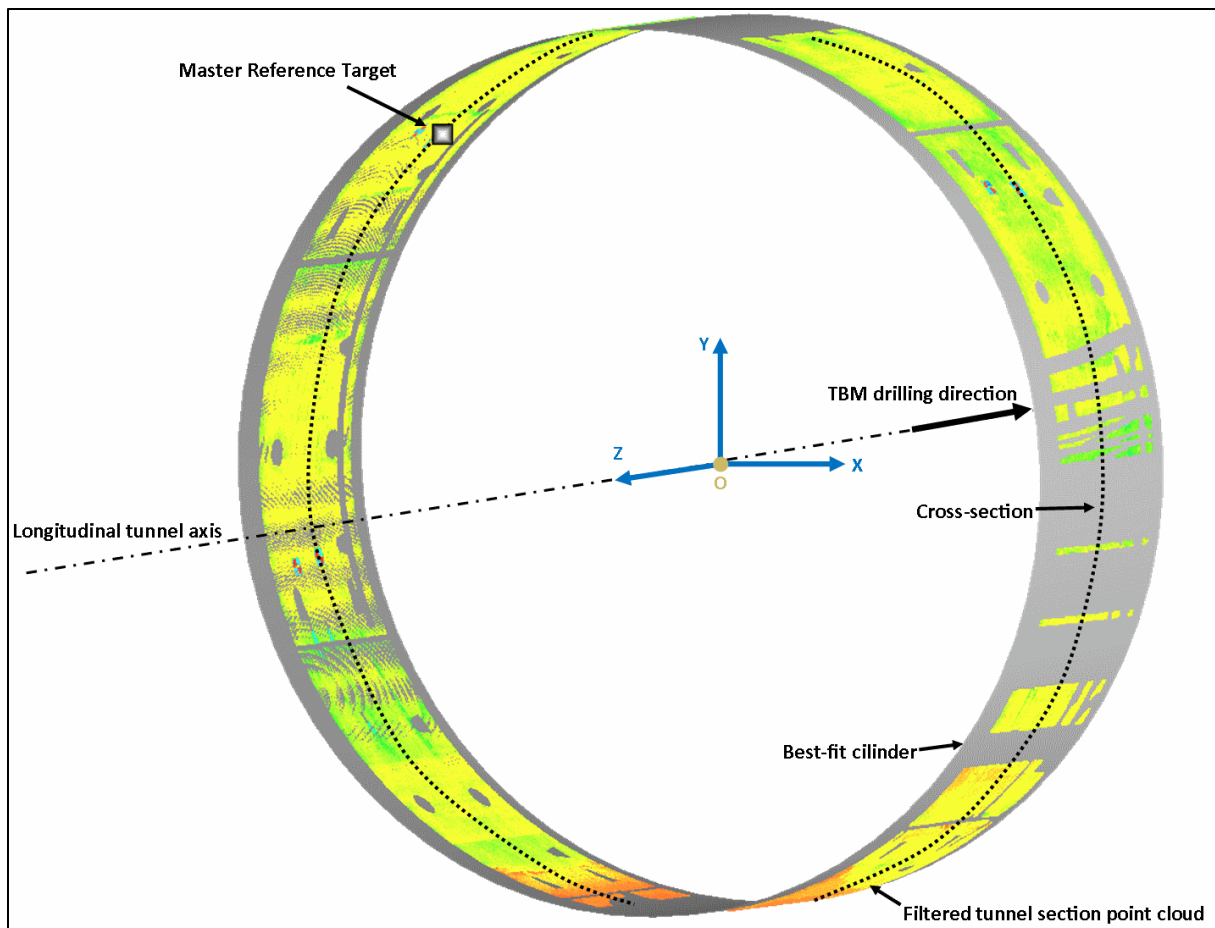 Master Reference Target
Y
TBM drilling direction
Z
X
O
Cross-section
Longitudinal tunnel axis
Best-fit cilinder
Filtered tunnel section point cloud